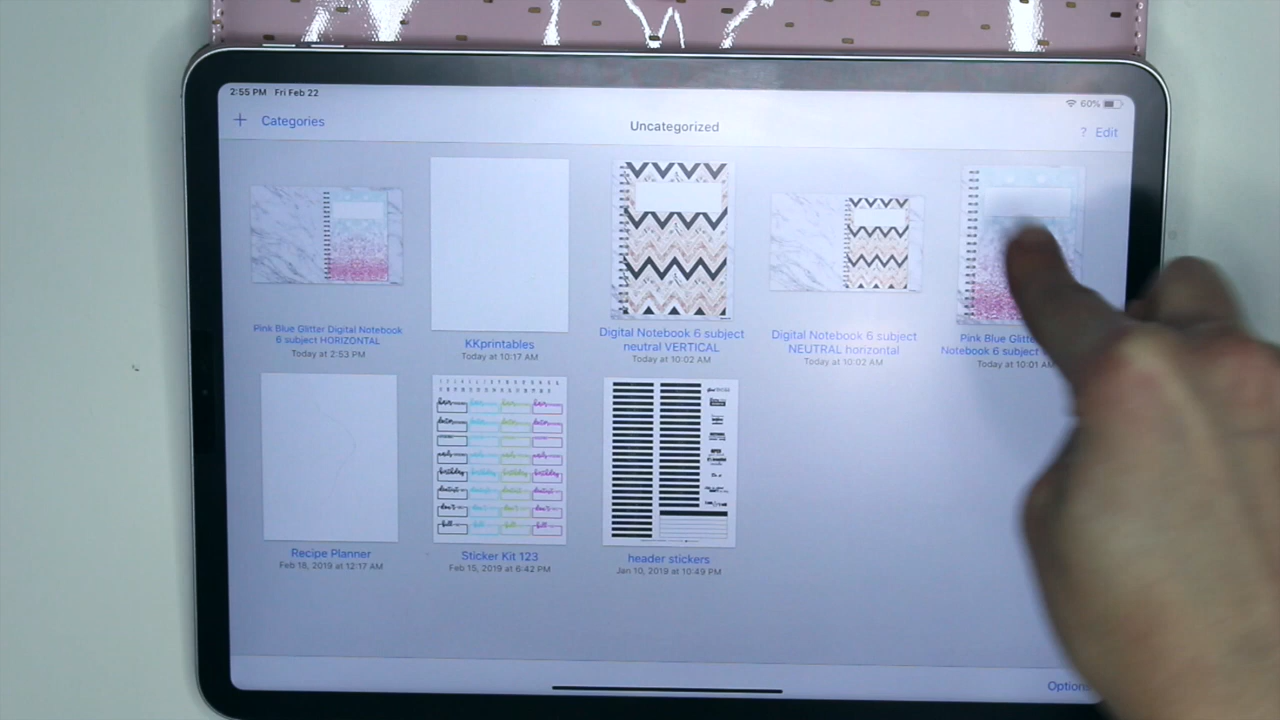 2:55 PM Fri Feb 22
60%
+ Categories
Uncategorized
? Edit
Pink Blue Glitter Digital Notebook
6 subject HORIZONTAL
Today at 2:53 PM
KKprintables
Today at 10:17 AM
Digital Notebook 6 subject
neutral VERTICAL
Today at 10:02 AM
Digital Notebook 6 subject
NEUTRAL horizontal
Today at 10:02 AM
Pink Blue
Notebook 6 subject
Today at 10:01 AM
Recipe Planner
Feb 18, 2019 at 12:17 AM
Sticker Kit 123
Feb 15, 2019 at 6:42 PM
header stickers
Jan 10, 2019 at 10:49 PM
Options